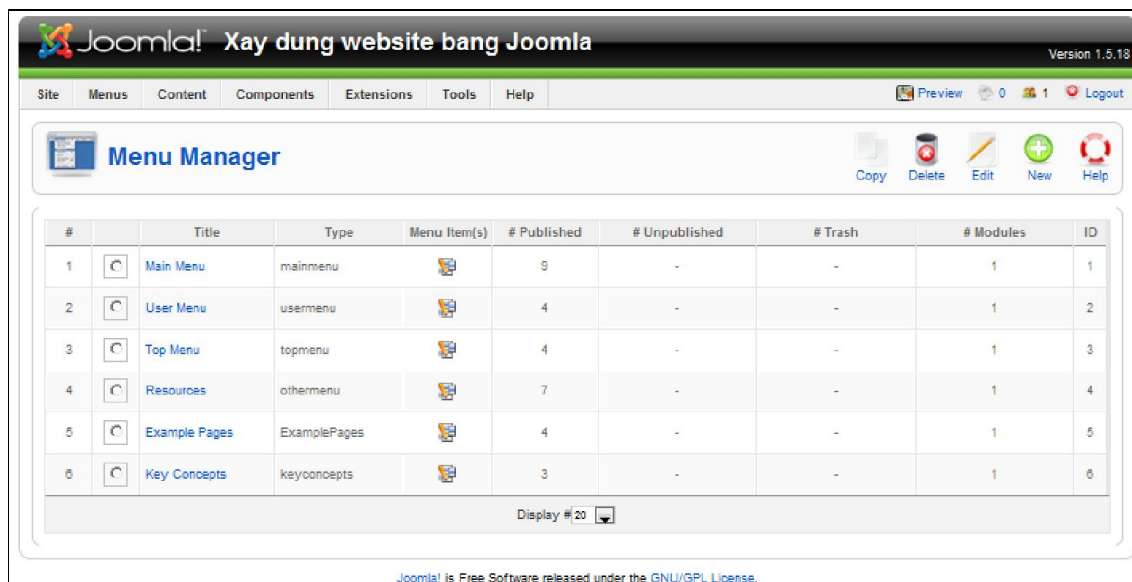 Joomla! Xay dung website bang Joomla
Version 1.5.18
Site Menus Content Components Extensions Tools Help Preview 0 1 Logout
Menu Manager
Copy Delete Edit New Help
# Title Type Menu Item(s) # Published # Unpublished # Trash # Modules ID
1 Main Menu mainmenu 9 - - 1 1
2 User Menu usermenu 4 - - 1 2
3 Top Menu topmenu 4 - - 1 3
4 Resources othermenu 7 - - 1 4
5 Example Pages ExamplePages 4 - - 1 5
6 Key Concepts keyconcepts 3 - - 1 6
Display # 20
Joomla! is Free Software released under the GNU/GPL License.